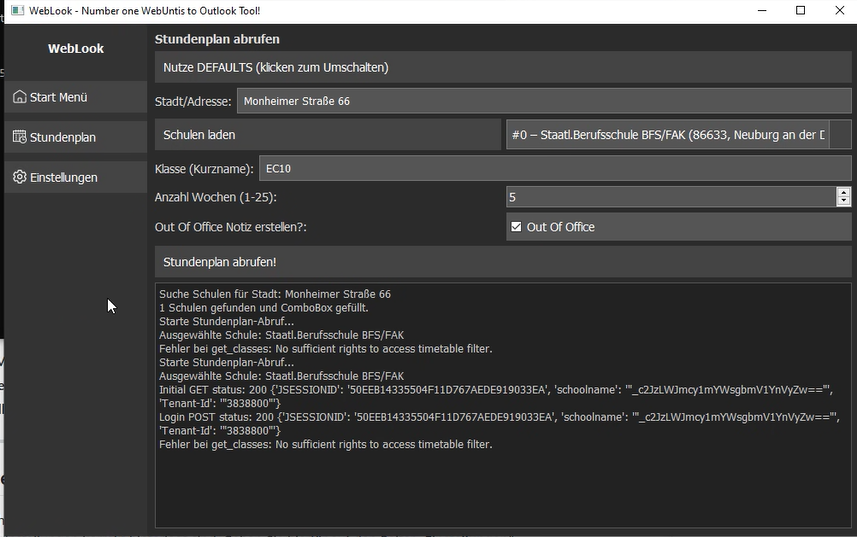 WebLook - Number one WebUntis to Outlook Tool!
WebLook
Start Menü
Stundenplan
Einstellungen
Stundenplan abrufen
Nutze DEFAULTS (klicken zum Umschalten)
Stadt/Adresse: Monheimer Straße 66
Schulen laden #0 – Staatl.Berufsschule BFS/FAK (86633, Neuburg an der D
Klasse (Kurzname): EC10
Anzahl Wochen (1-25): 5
Out Of Office Notiz erstellen?: Out Of Office
Stundenplan abrufen!
Suche Schulen für Stadt: Monheimer Straße 66
1 Schulen gefunden und ComboBox gefüllt.
Starte Stundenplan-Abruf...
Ausgewählte Schule: Staatl.Berufsschule BFS/FAK
Fehler bei get_classes: No sufficient rights to access timetable filter.
Starte Stundenplan-Abruf...
Ausgewählte Schule: Staatl.Berufsschule BFS/FAK
Initial GET status: 200 {'JSESSIONID': '50EEB14335504F11D767AEDE919033EA', 'schoolname': '"_c2JzLWJmcy1mYWsgbmV1YnVyZw=="',
'Tenant-Id': '"3838800"'}
Login POST status: 200 {'JSESSIONID': '50EEB14335504F11D767AEDE919033EA', 'schoolname': '"_c2JzLWJmcy1mYWsgbmV1YnVyZw=="',
'Tenant-Id': '"3838800"'}
Fehler bei get_classes: No sufficient rights to access timetable filter.